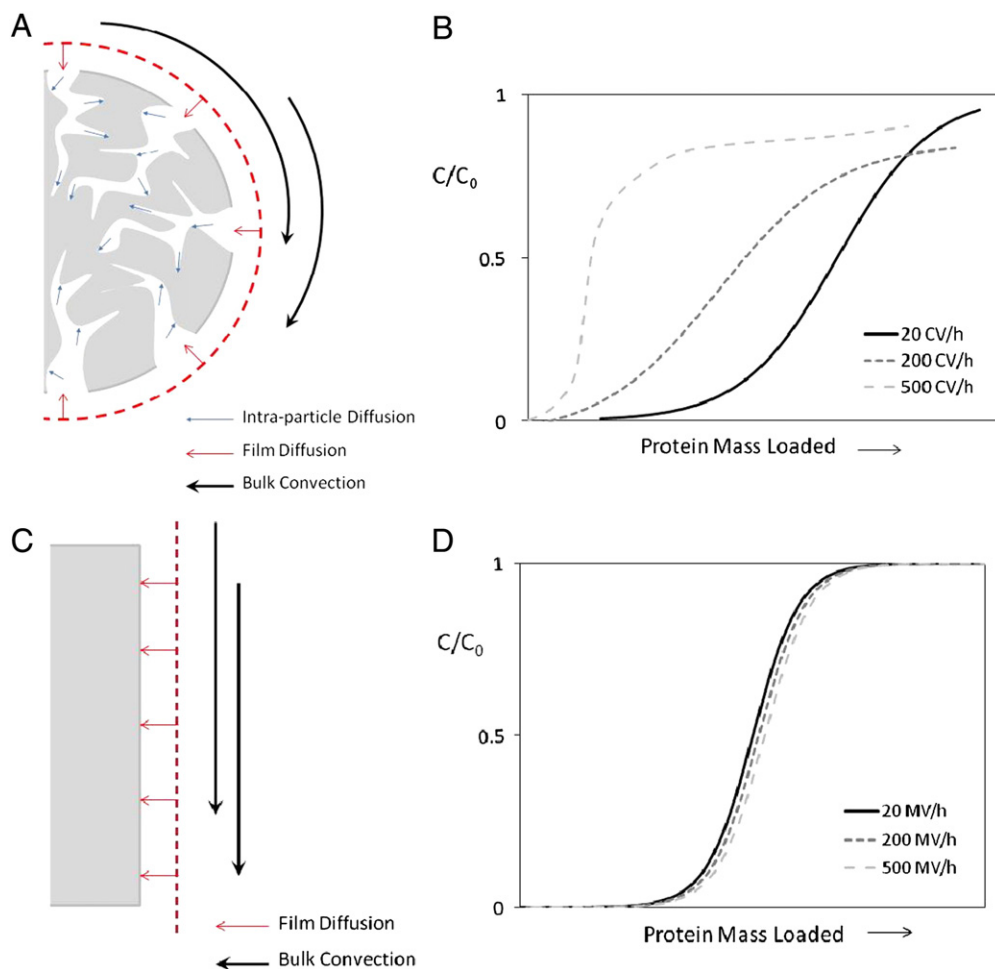 A
Intra-particle Diffusion
Film Diffusion
Bulk Convection
B
1
C/C₀
0.5
0
20 CV/h
200 CV/h
500 CV/h
Protein Mass Loaded
C
Film Diffusion
Bulk Convection
D
1
C/C₀
0.5
0
20 MV/h
200 MV/h
500 MV/h
Protein Mass Loaded